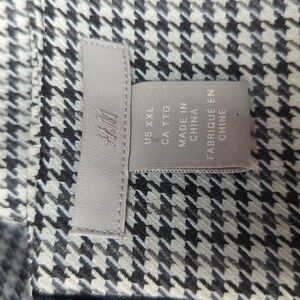 H&M
US XXL
CA TTG
MADE IN
CHINA
FABRIQUÉ EN
CHINE